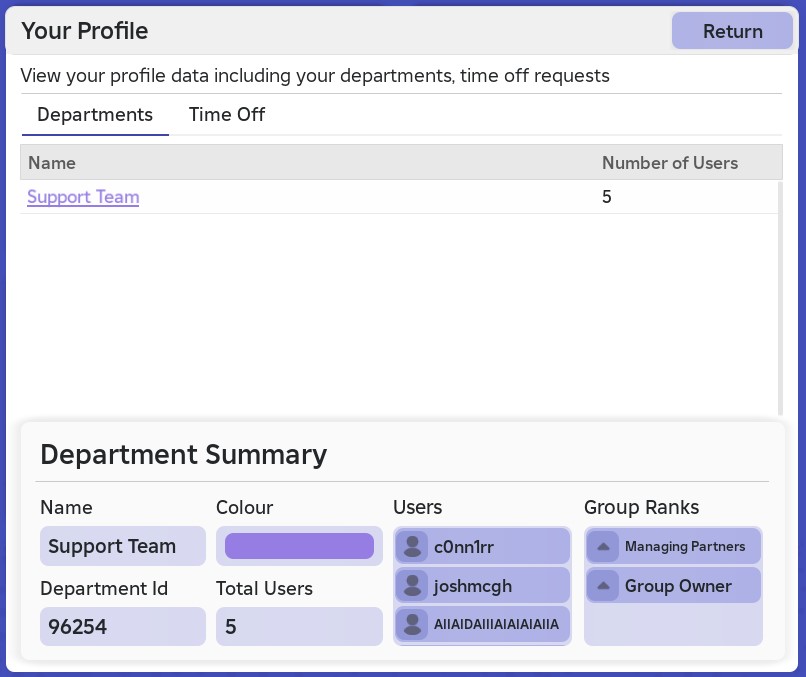 Your Profile
Return
View your profile data including your departments, time off requests
Departments Time Off
Name Number of Users
Support Team 5
Department Summary
Name Colour Users Group Ranks
Support Team c0nn1rr Managing Partners
Department Id Total Users joshmcgh Group Owner
96254 5